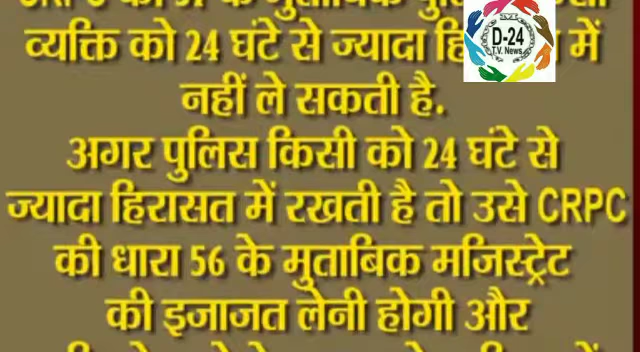 व्यक्ति को 24 घंटे से ज्यादा में
D-24
T.V. News
नहीं ले सकती है.
अगर पुलिस किसी को 24 घंटे से
ज्यादा हिरासत में रखती है तो उसे CRPC
की धारा 56 के मुताबिक मजिस्ट्रेट
की इजाजत लेनी होगी और